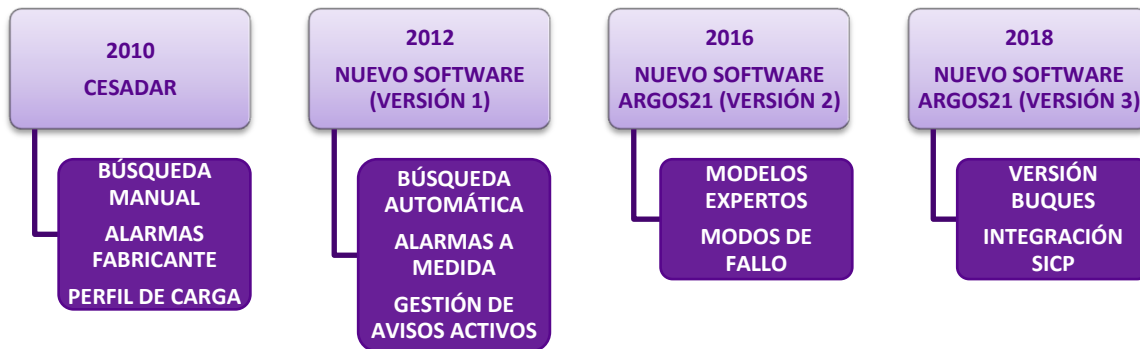 2010
CESADAR
BÚSQUEDA
MANUAL
ALARMAS
FABRICANTE
PERFIL DE CARGA
2012
NUEVO SOFTWARE
(VERSIÓN 1)
BÚSQUEDA
AUTOMÁTICA
ALARMAS A
MEDIDA
GESTIÓN DE
AVISOS ACTIVOS
2016
NUEVO SOFTWARE
ARGOS21 (VERSIÓN 2)
MODELOS
EXPERTOS
MODOS DE
FALLO
2018
NUEVO SOFTWARE
ARGOS21 (VERSIÓN 3)
VERSIÓN
BUQUES
INTEGRACIÓN
SICP